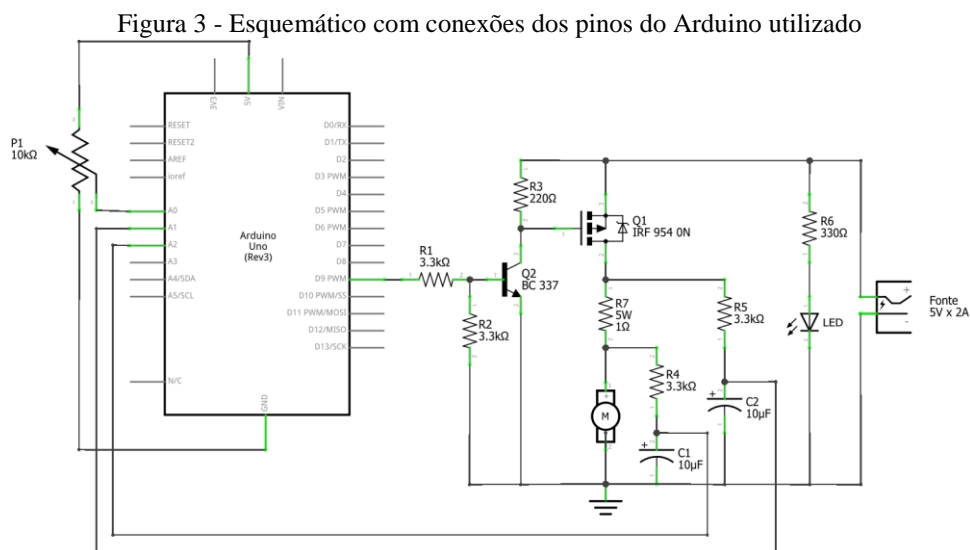 Figura 3 - Esquemático com conexões dos pinos do Arduino utilizado
3V3
5V
VIN
RESET
RESET2
AREF
ioref
A0
A1
A2
A3
A4/SDA
A5/SCL
N/C
D0/RX
D1/TX
D2
D3 PWM
D4
D5 PWM
D6 PWM
D7
D8
D9 PWM
D10 PWM/SS
D11 PWM/MOSI
D12/MISO
D13/SCK
GND
Arduino
Uno
(Rev3)
P1
10kΩ
R1
3.3kΩ
R2
3.3kΩ
R3
220Ω
Q2
BC 337
Q1
IRF 954 0N
R7
5W
1Ω
R5
3.3kΩ
R4
3.3kΩ
M
C1
10µF
C2
10µF
R6
330Ω
LED
Fonte
5V x 2A